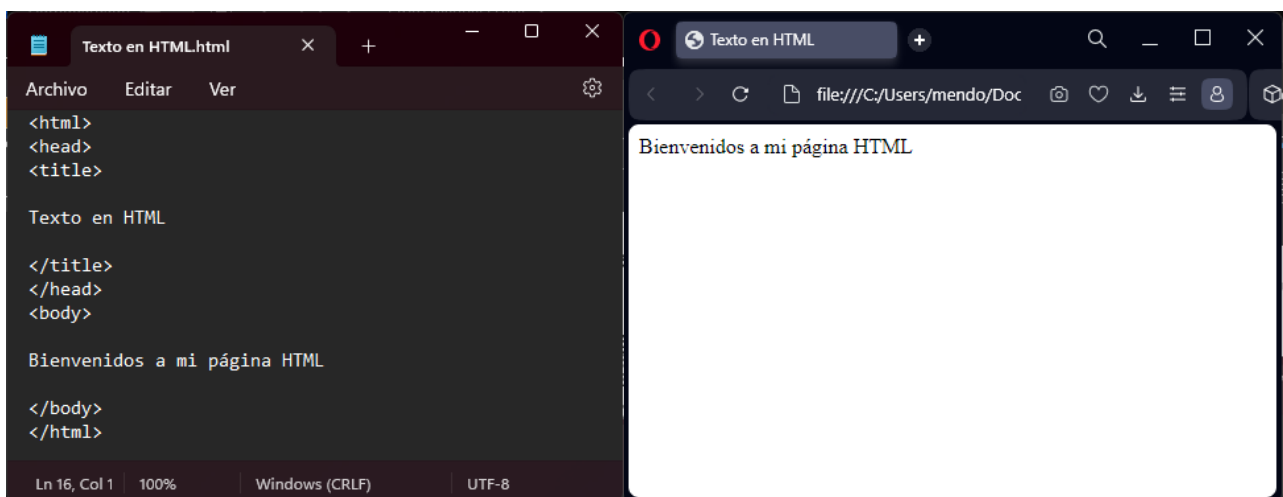 Texto en HTML.html
Archivo Editar Ver
<html>
<head>
<title>
Texto en HTML
</title>
</head>
<body>
Bienvenidos a mi página HTML
</body>
</html>
Ln 16, Col 1 100% Windows (CRLF) UTF-8
Texto en HTML
file:///C:/Users/mendo/Doc
Bienvenidos a mi página HTML